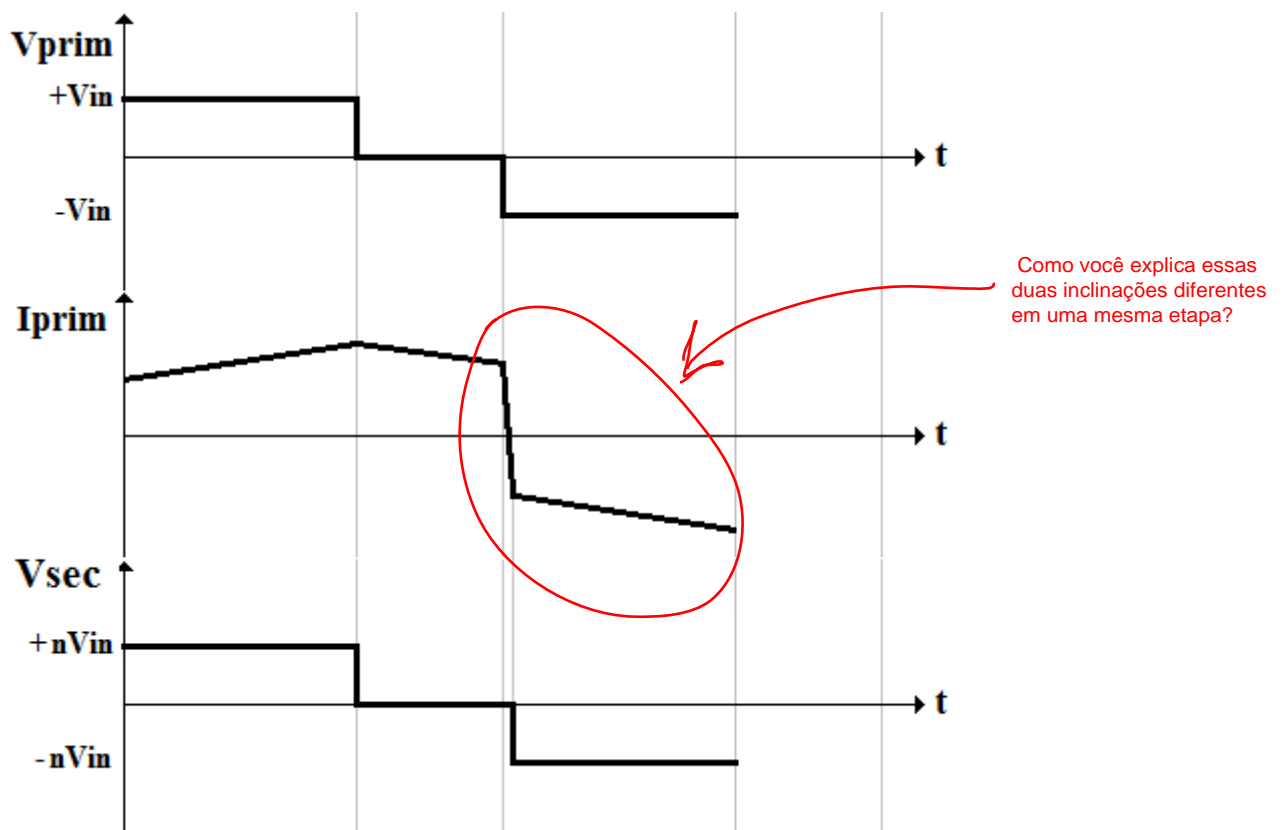 Vprim
+Vin
t
-Vin
Como você explica essas
duas inclinações diferentes
em uma mesma etapa?
Iprim
t
Vsec
+nVin
t
-nVin